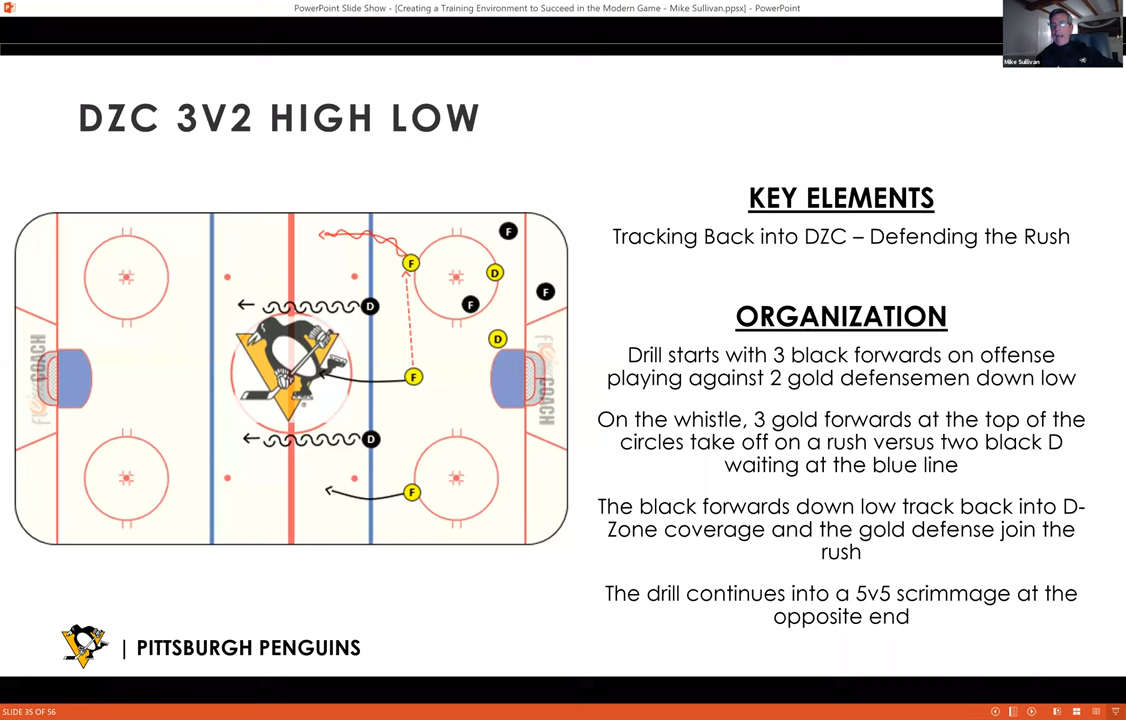 PowerPoint Slide Show - [Creating a Training Environment to Succeed in the Modern Game - Mike Sullivan.ppsx] - PowerPoint
Mike Sullivan
DZC 3V2 HIGH LOW
KEY ELEMENTS
Tracking Back into DZC – Defending the Rush
ORGANIZATION
Drill starts with 3 black forwards on offense
playing against 2 gold defensemen down low
On the whistle, 3 gold forwards at the top of the
circles take off on a rush versus two black D
waiting at the blue line
The black forwards down low track back into D-
Zone coverage and the gold defense join the
rush
The drill continues into a 5v5 scrimmage at the
opposite end
F
F
D
F
F
D
D
F
D
F
COACH
COACH
| PITTSBURGH PENGUINS
SLIDE 35 OF 56